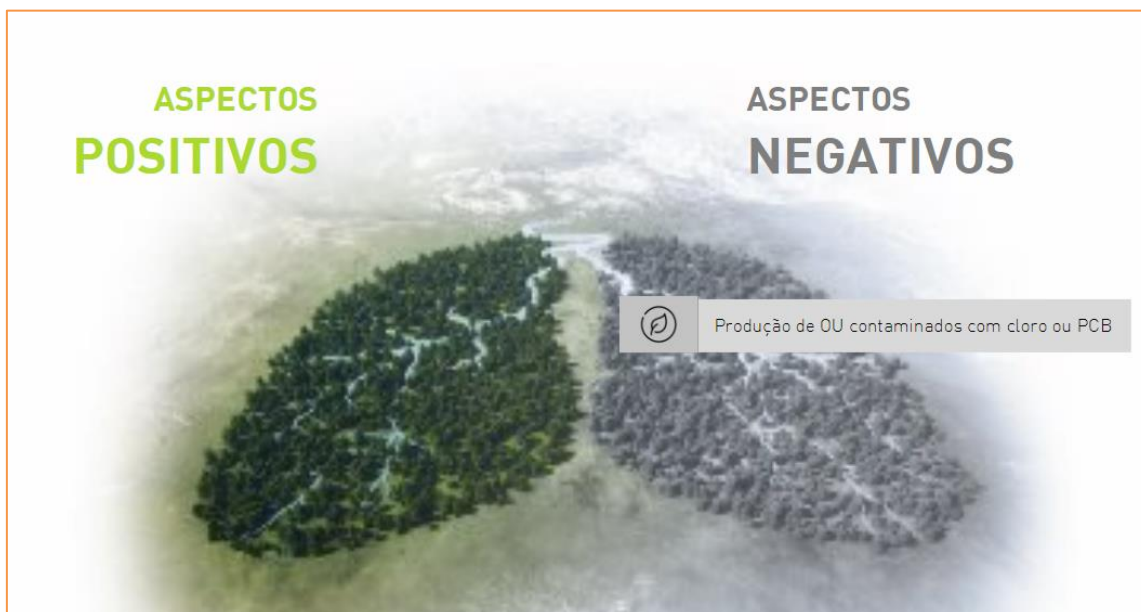 ASPECTOS
POSITIVOS
ASPECTOS
NEGATIVOS
Produção de OU contaminados com cloro ou PCB